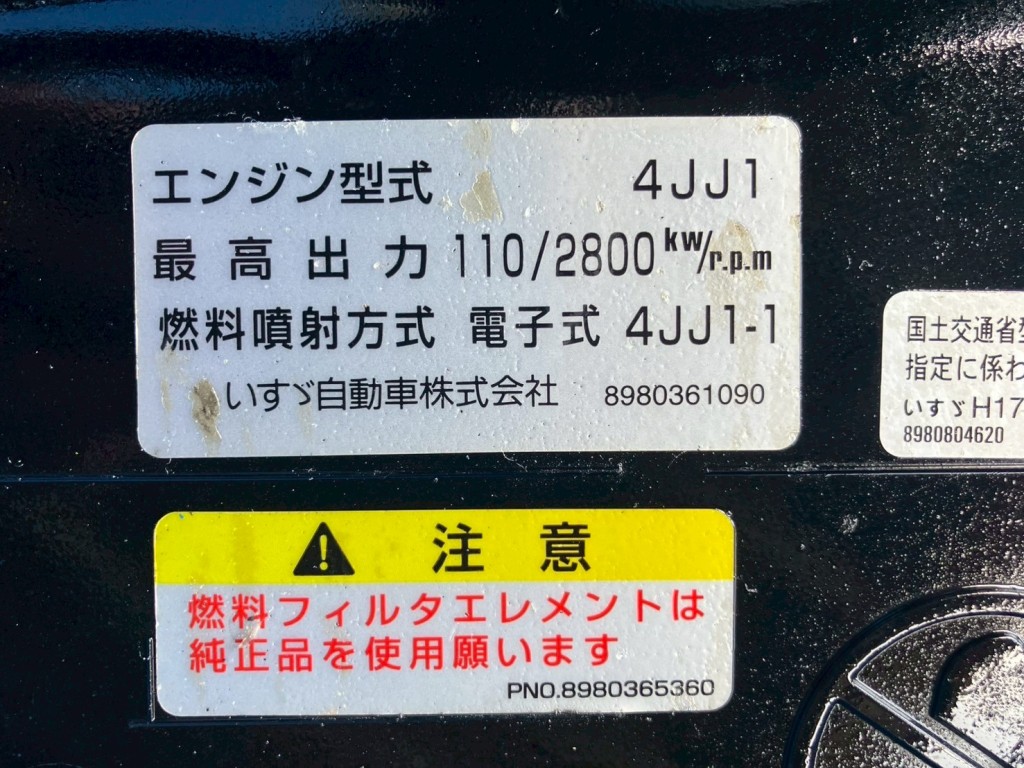 エンジン型式 4JJ1
最高出力 110/2800kw/r.p.m
燃料噴射方式 電子式 4JJ1-1
いすゞ自動車株式会社 8980361090
国土交通省
指定に係わ
いすゞH17
8980804620
注意
燃料フィルタエレメントは
純正品を使用願います
PNO.8980365360